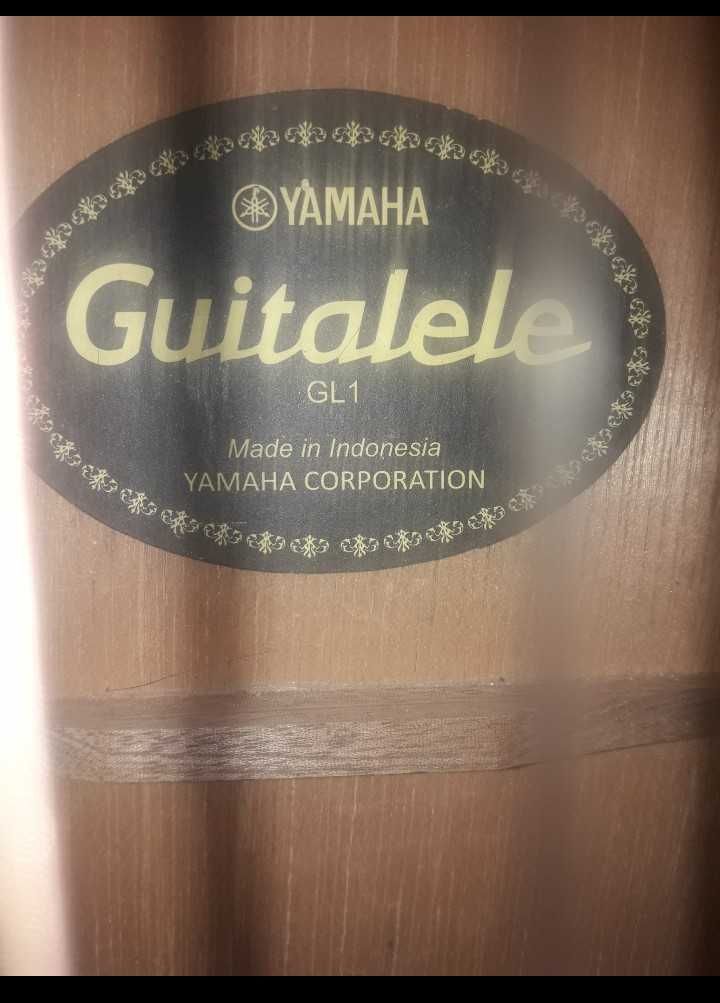 YAMAHA
Guitalele
GL1
Made in Indonesia
YAMAHA CORPORATION